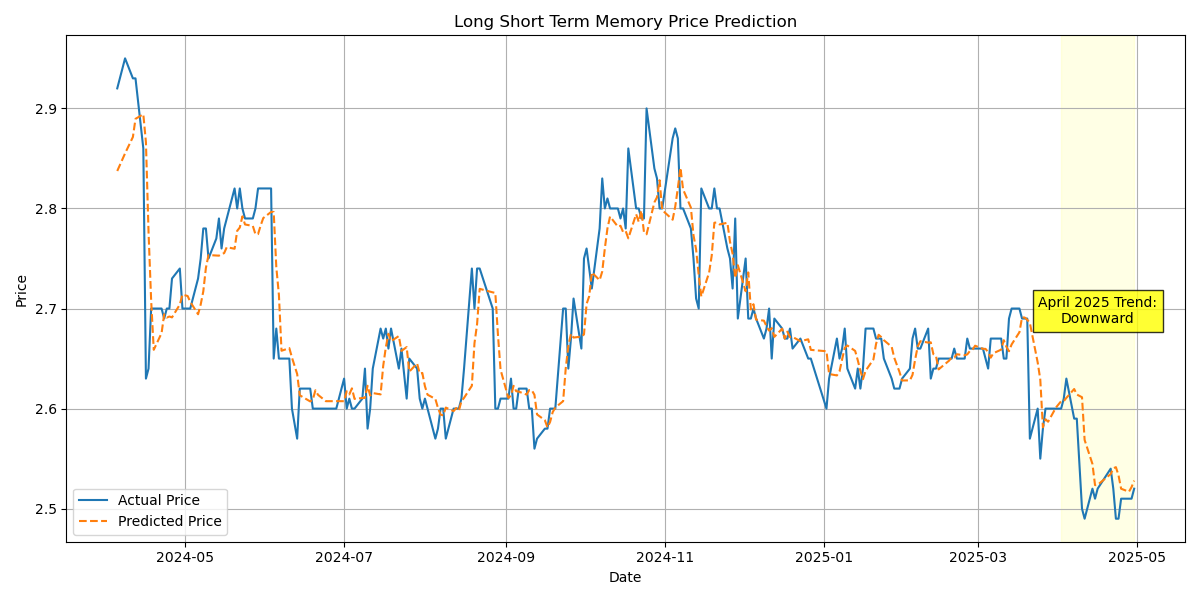 Long Short Term Memory Price Prediction
Price
2.9
2.8
2.7
2.6
2.5
April 2025 Trend:
Downward
Actual Price
Predicted Price
2024-05
2024-07
2024-09
2024-11
2025-01
2025-03
2025-05
Date